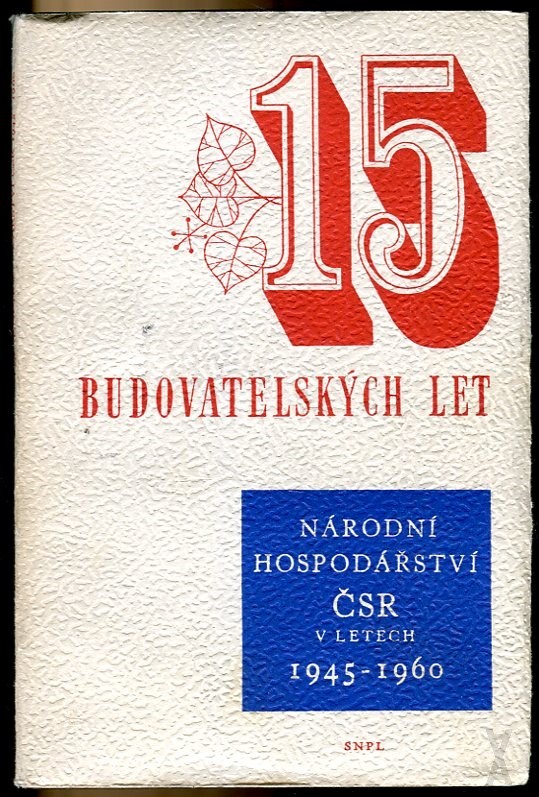 15
BUDOVATELSKÝCH LET
NÁRODNÍ
HOSPODÁŘSTVÍ
ČSR
V LETECH
1945-1960
SNPL